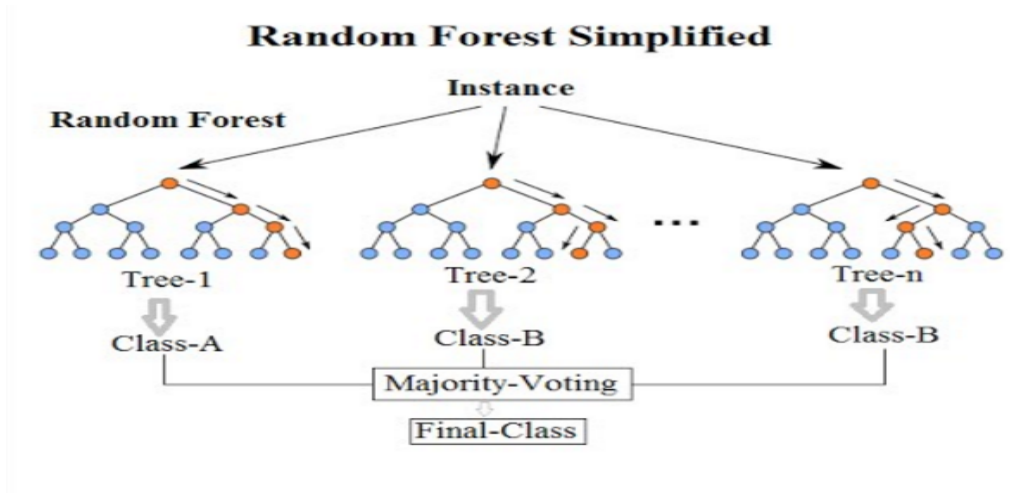 Random Forest Simplified
Instance
Random Forest
...
Tree-1
Tree-2
Tree-n
Class-A
Class-B
Class-B
Majority-Voting
Final-Class